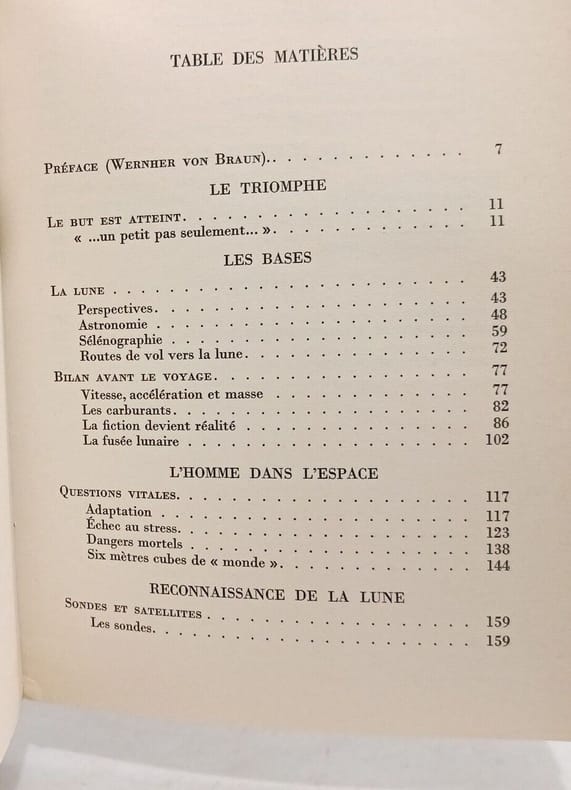 TABLE DES MATIÈRES
PRÉFACE (WERNHER VON BRAUN). . . . . . . . . . . . . 7
LE TRIOMPHE
LE BUT EST ATTEINT. . . . . . . . . . . . . . . . . 11
« ...un petit pas seulement... ». . . . . . . . . . . . 11
LES BASES
LA LUNE . . . . . . . . . . . . . . . . . . . . 43
Perspectives. . . . . . . . . . . . . . . . . . 43
Astronomie . . . . . . . . . . . . . . . . . . 48
Sélénographie . . . . . . . . . . . . . . . . . 59
Routes de vol vers la lune. . . . . . . . . . . . . 72
BILAN AVANT LE VOYAGE. . . . . . . . . . . . . . . 77
Vitesse, accélération et masse . . . . . . . . . . . 77
Les carburants. . . . . . . . . . . . . . . . . 82
La fiction devient réalité . . . . . . . . . . . . . 86
La fusée lunaire . . . . . . . . . . . . . . . . 102
L'HOMME DANS L'ESPACE
QUESTIONS VITALES. . . . . . . . . . . . . . . . . 117
Adaptation . . . . . . . . . . . . . . . . . . 117
Échec au stress. . . . . . . . . . . . . . . . . 123
Dangers mortels . . . . . . . . . . . . . . . . 138
Six mètres cubes de « monde ». . . . . . . . . . . 144
RECONNAISSANCE DE LA LUNE
SONDES ET SATELLITES . . . . . . . . . . . . . . . 159
Les sondes. . . . . . . . . . . . . . . . . . . 159